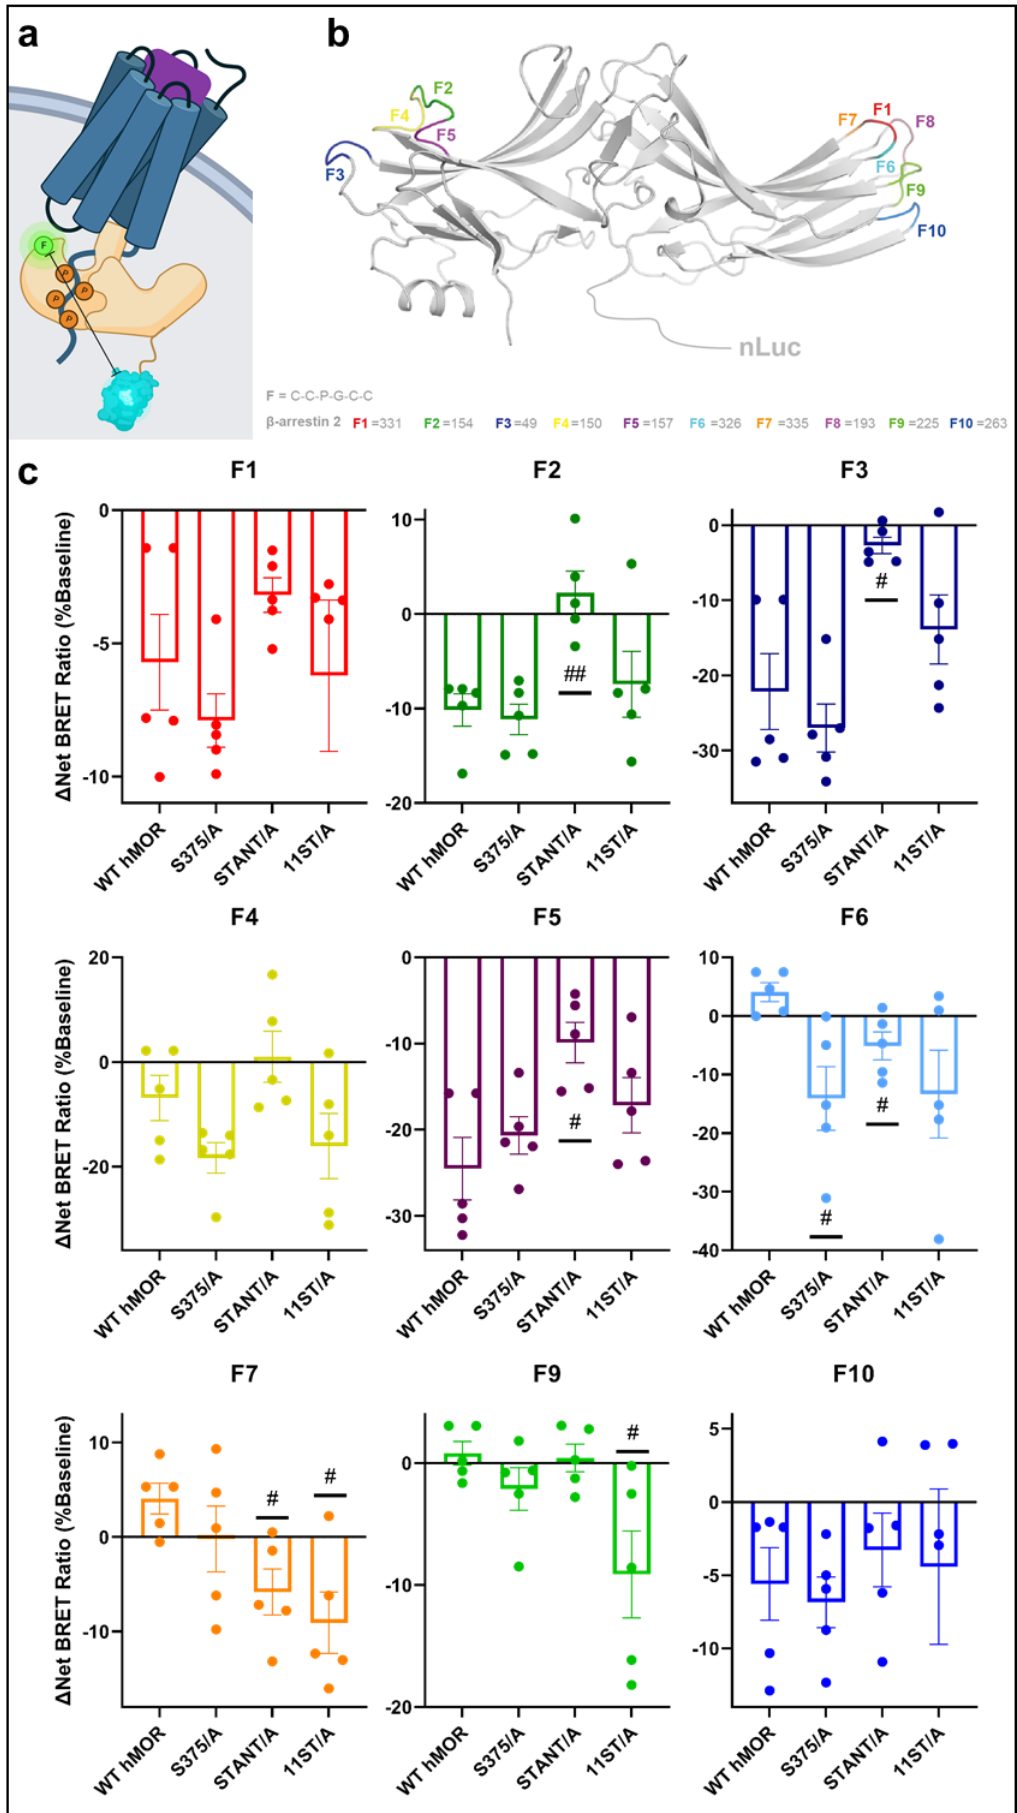 a
b
F
P
P
P
P
F2
F4
F5
F3
F7
F1
F8
F6
F9
F10
nLuc
F = C-C-P-G-C-C
β-arrestin 2 F1 =331 F2 =154 F3 =49 F4 =150 F5 =157 F6 =326 F7 =335 F8 =193 F9 =225 F10 =263
c
F1
ΔNet BRET Ratio (%Baseline)
0
-5
-10
WT hMOR
S375/A
STANT/A
11ST/A
F2
10
0
-10
-20
##
WT hMOR
S375/A
STANT/A
11ST/A
F3
0
-10
-20
-30
#
WT hMOR
S375/A
STANT/A
11ST/A
F4
ΔNet BRET Ratio (%Baseline)
20
0
-20
WT hMOR
S375/A
STANT/A
11ST/A
F5
0
-10
-20
-30
#
WT hMOR
S375/A
STANT/A
11ST/A
F6
10
0
-10
-20
-30
-40
#
#
WT hMOR
S375/A
STANT/A
11ST/A
F7
ΔNet BRET Ratio (%Baseline)
10
0
-10
#
#
WT hMOR
S375/A
STANT/A
11ST/A
F9
0
-10
-20
#
WT hMOR
S375/A
STANT/A
11ST/A
F10
5
0
-5
-10
WT hMOR
S375/A
STANT/A
11ST/A